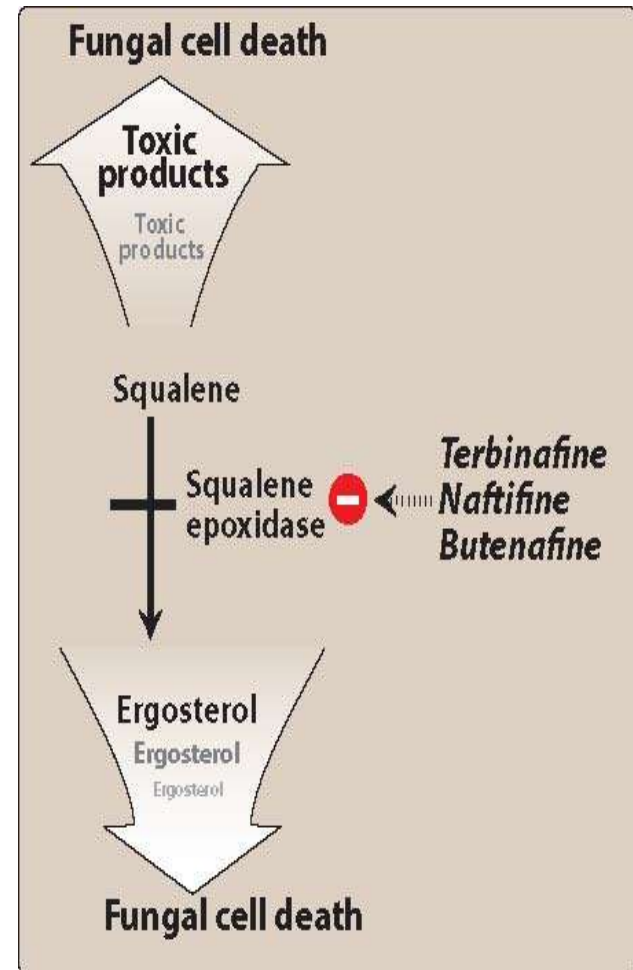 Fungal cell death
Toxic
products
Toxic
products
Squalene
Squalene
epoxidase
Terbinafine
Naftifine
Butenafine
Ergosterol
Ergosterol
Ergosterol
Fungal cell death